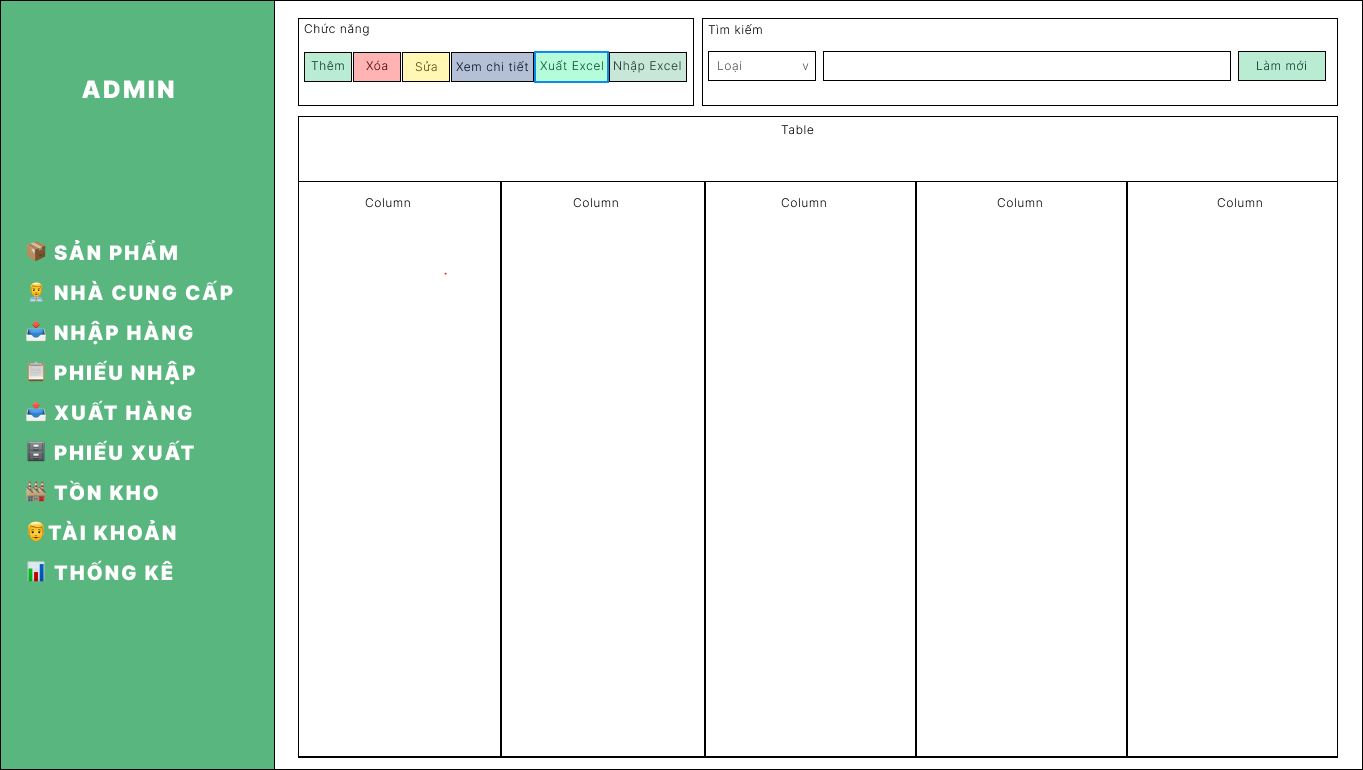 ADMIN
📦 SẢN PHẨM
👨‍💼 NHÀ CUNG CẤP
📥 NHẬP HÀNG
📋 PHIẾU NHẬP
📤 XUẤT HÀNG
🗄️ PHIẾU XUẤT
🏭 TỒN KHO
👨TÀI KHOẢN
📊 THỐNG KÊ
Chức năng
Thêm Xóa Sửa Xem chi tiết Xuất Excel Nhập Excel
Tìm kiếm
Loại v Làm mới
Table
Column Column Column Column Column